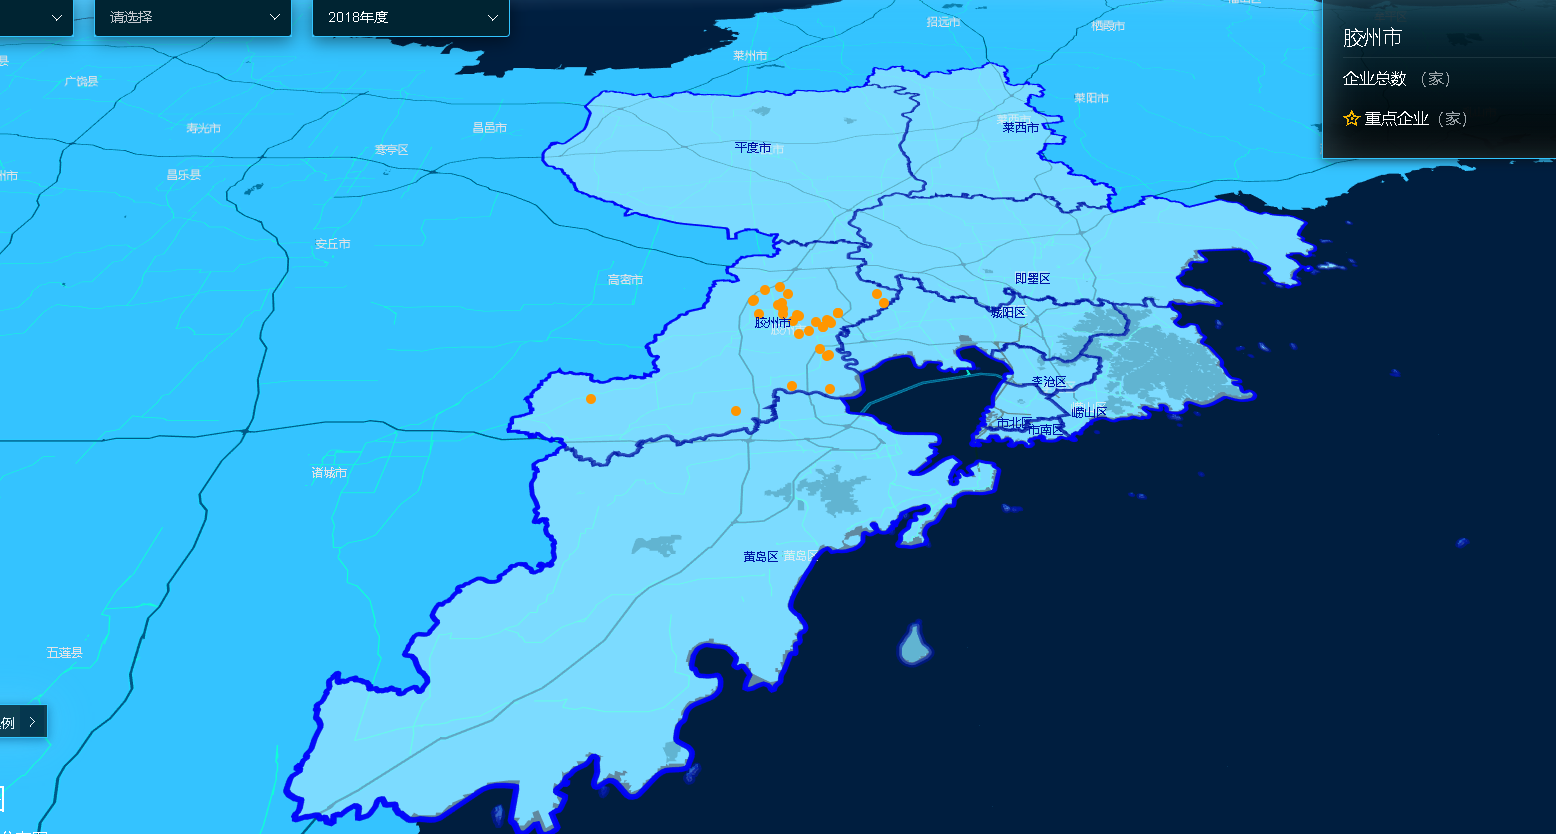 请选择
2018年度
胶州市
企业总数（家）
重点企业（家）
招远市
栖霞市
莱州市
广饶县
莱阳市
寿光市
昌邑市
莱西市
平度市
寒亭区
昌乐县
安丘市
高密市
即墨区
城阳区
胶州市
李沧区
崂山区
市北区
市南区
诸城市
黄岛区
黄岛区
五莲县
例